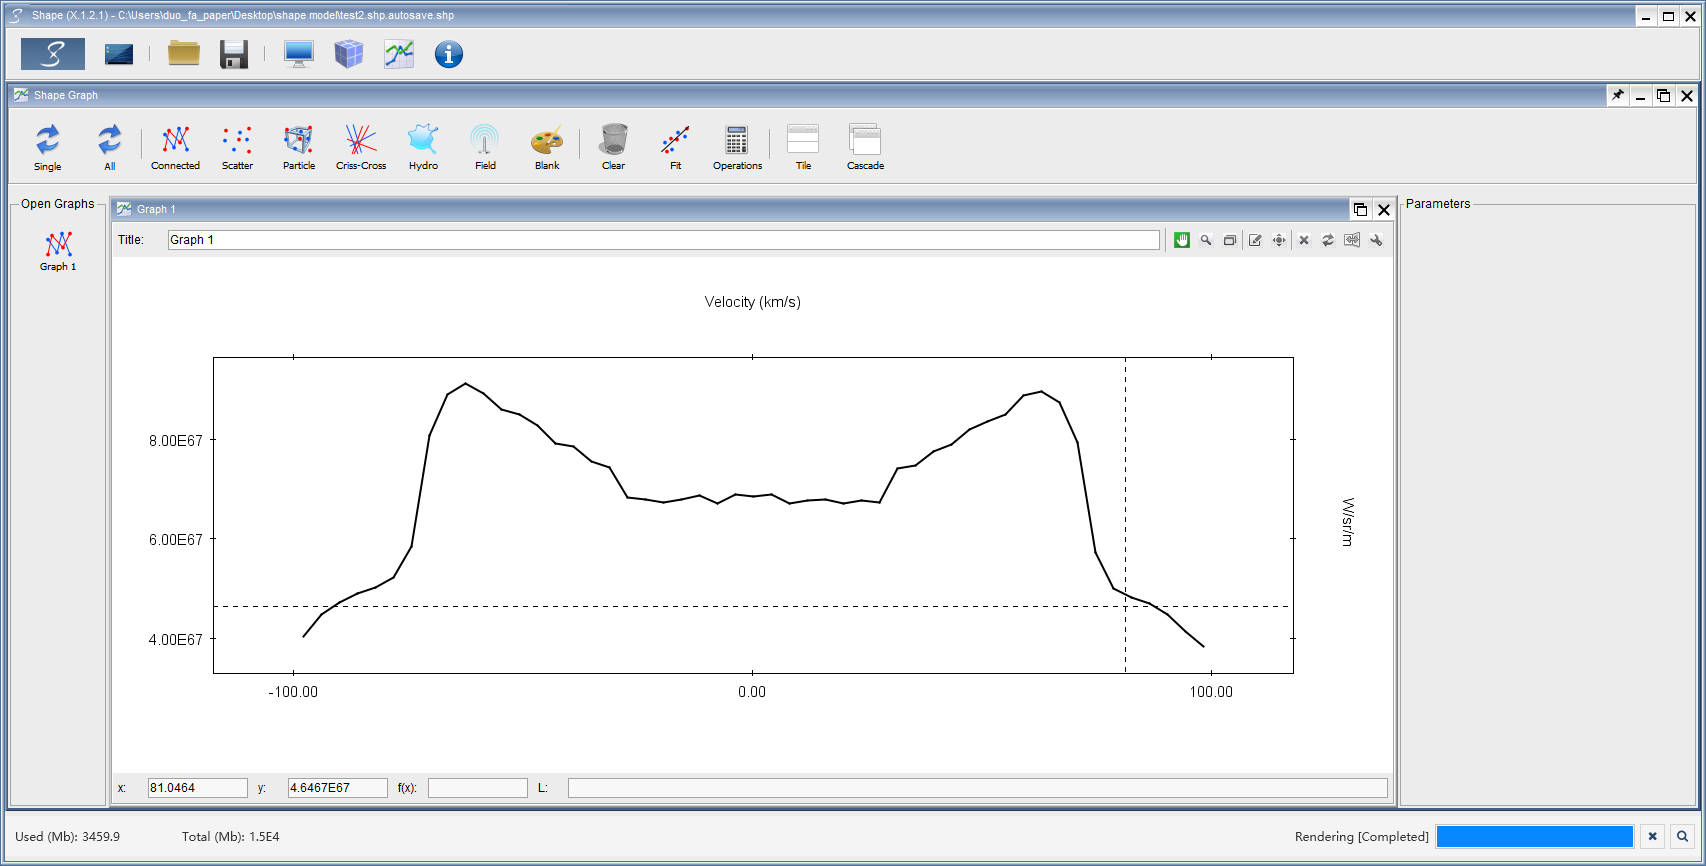 Shape (X.1.2.1) - C:\Users\duo_fa_paper\Desktop\shape model\test2.shp.autosave.shp
Shape Graph
Single All Connected Scatter Particle Criss-Cross Hydro Field Blank Clear Fit Operations Tile Cascade
Open Graphs
Graph 1
Graph 1
Title: Graph 1
Velocity (km/s)
8.00E67
6.00E67
4.00E67
-100.00 0.00 100.00
W/sr/m
x: 81.0464 y: 4.6467E67 f(x): L:
Parameters
Used (Mb): 3459.9 Total (Mb): 1.5E4 Rendering [Completed]